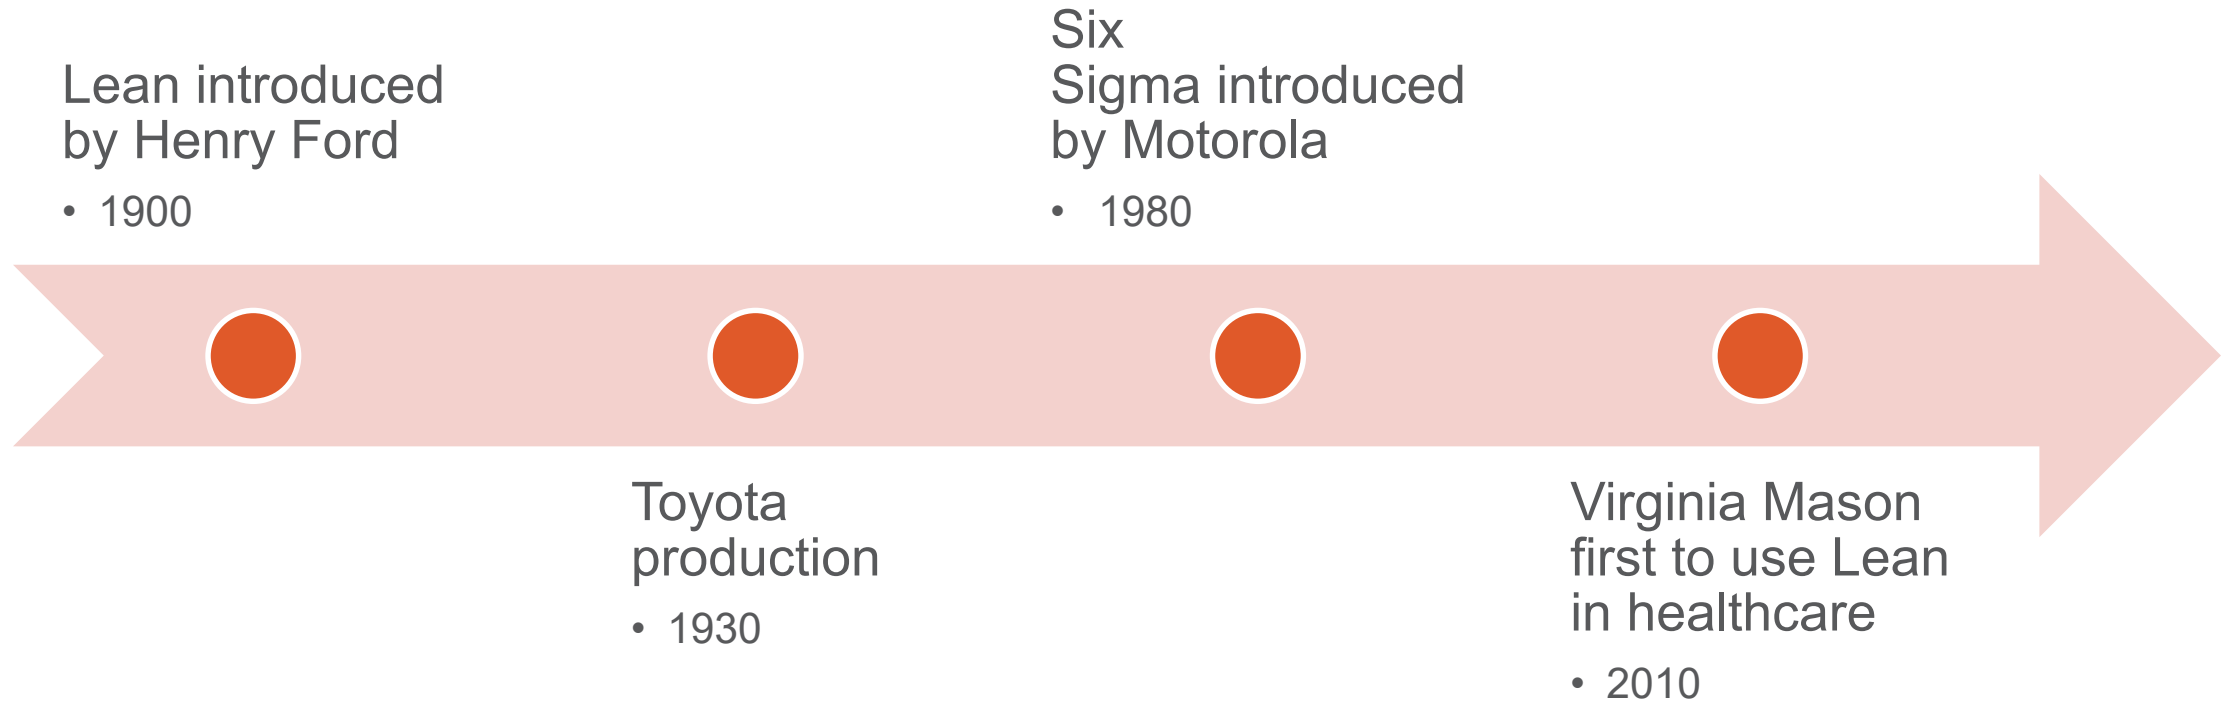 Lean introduced
by Henry Ford
• 1900
Toyota
production
• 1930
Six
Sigma introduced
by Motorola
• 1980
Virginia Mason
first to use Lean
in healthcare
• 2010